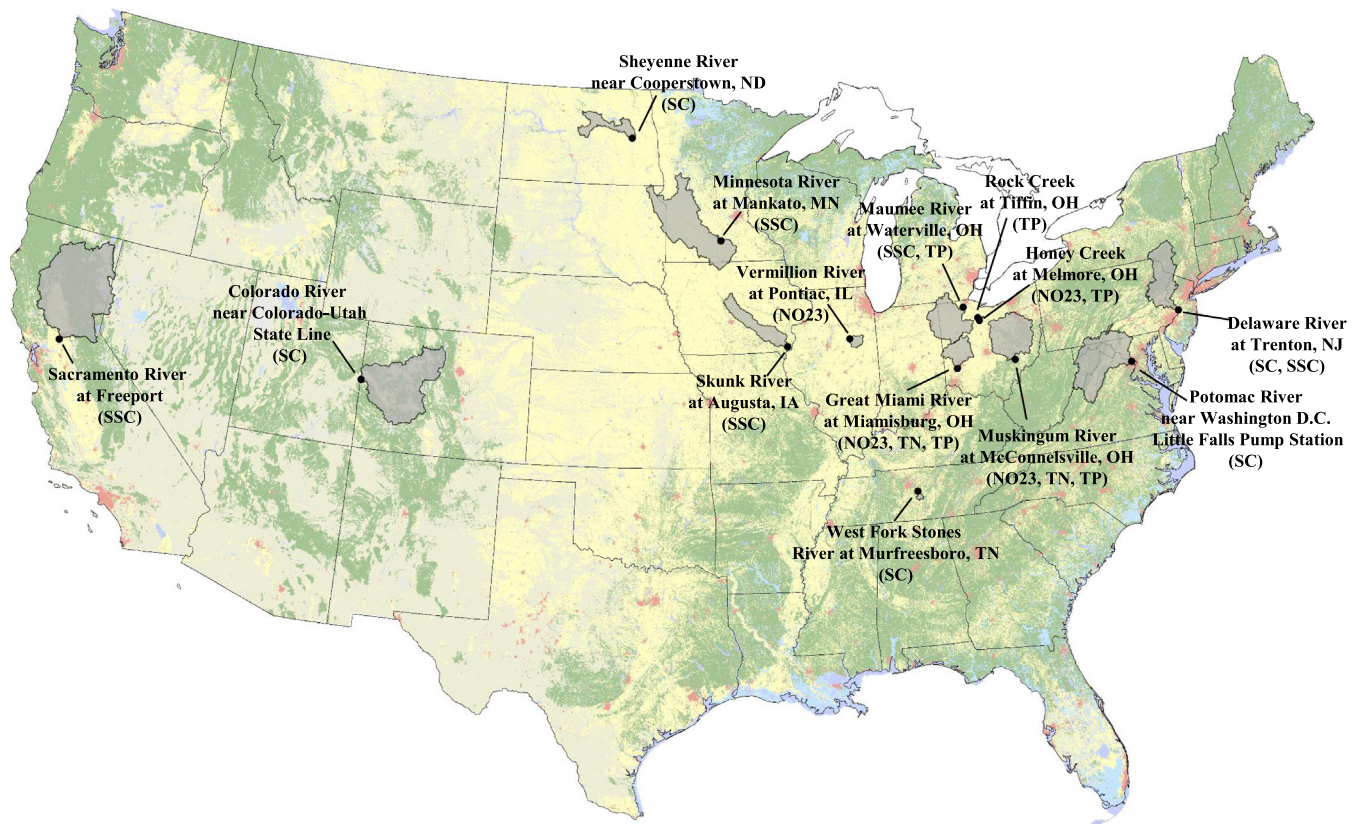 Sheyenne River
near Cooperstown, ND
(SC)
Minnesota River
at Mankato, MN
(SSC)
Rock Creek
at Tiffin, OH
(TP)
Maumee River
at Waterville, OH
(SSC, TP)
Honey Creek
at Melmore, OH
(NO23, TP)
Vermillion River
at Pontiac, IL
(NO23)
Colorado River
near Colorado-Utah
State Line
(SC)
Delaware River
at Trenton, NJ
(SC, SSC)
Sacramento River
at Freeport
(SSC)
Skunk River
at Augusta, IA
(SSC)
Great Miami River
at Miamisburg, OH
(NO23, TN, TP)
Potomac River
near Washington D.C.
Little Falls Pump Station
(SC)
Muskingum River
at McConnelsville, OH
(NO23, TN, TP)
West Fork Stones
River at Murfreesboro, TN
(SC)